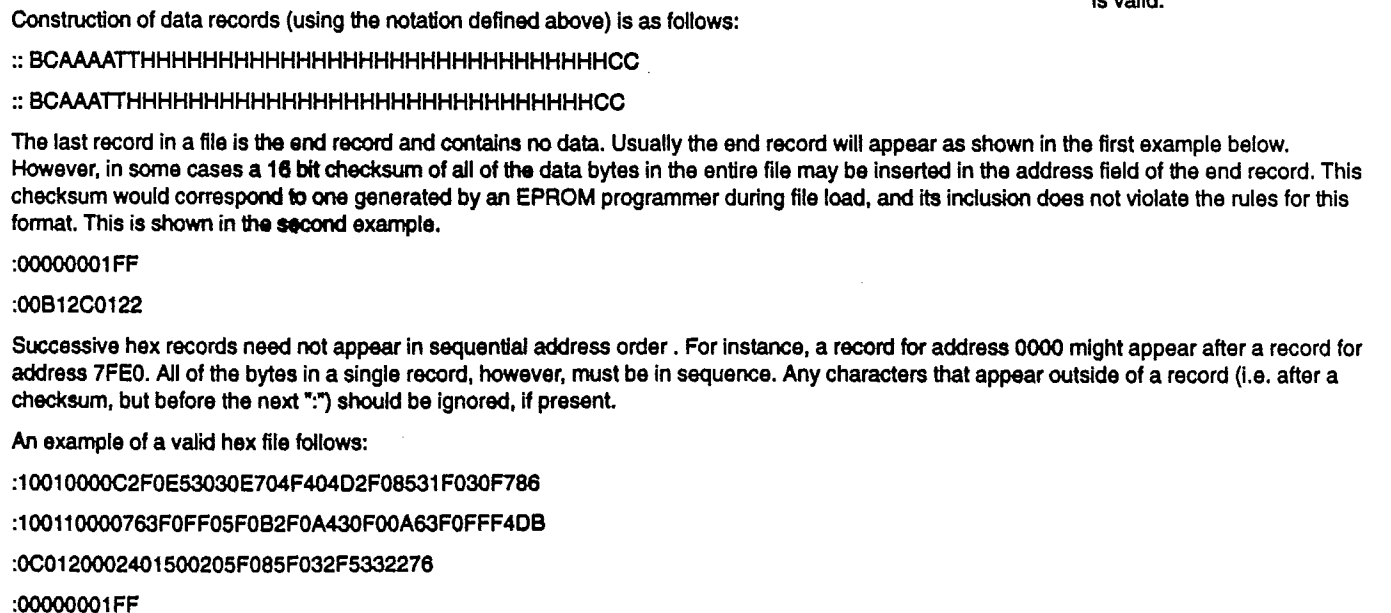 is valid.
Construction of data records (using the notation defined above) is as follows:
:: BCAAAATTHHHHHHHHHHHHHHHHHHHHHHHHHHHHHHHHCC
:: BCAAATTHHHHHHHHHHHHHHHHHHHHHHHHHHHHHHHHCC
The last record in a file is the end record and contains no data. Usually the end record will appear as shown in the first example below.
However, in some cases a 16 bit checksum of all of the data bytes in the entire file may be inserted in the address field of the end record. This
checksum would correspond to one generated by an EPROM programmer during file load, and its inclusion does not violate the rules for this
format. This is shown in the second example.
:00000001FF
:00B12C0122
Successive hex records need not appear in sequential address order . For instance, a record for address 0000 might appear after a record for
address 7FE0. All of the bytes in a single record, however, must be in sequence. Any characters that appear outside of a record (i.e. after a
checksum, but before the next ":") should be ignored, if present.
An example of a valid hex file follows:
:10010000C2F0E53030E704F404D2F08531F030F786
:100110000763F0FF05F0B2F0A430F00A63F0FFF4DB
:0C0120002401500205F085F032F5332276
:00000001FF